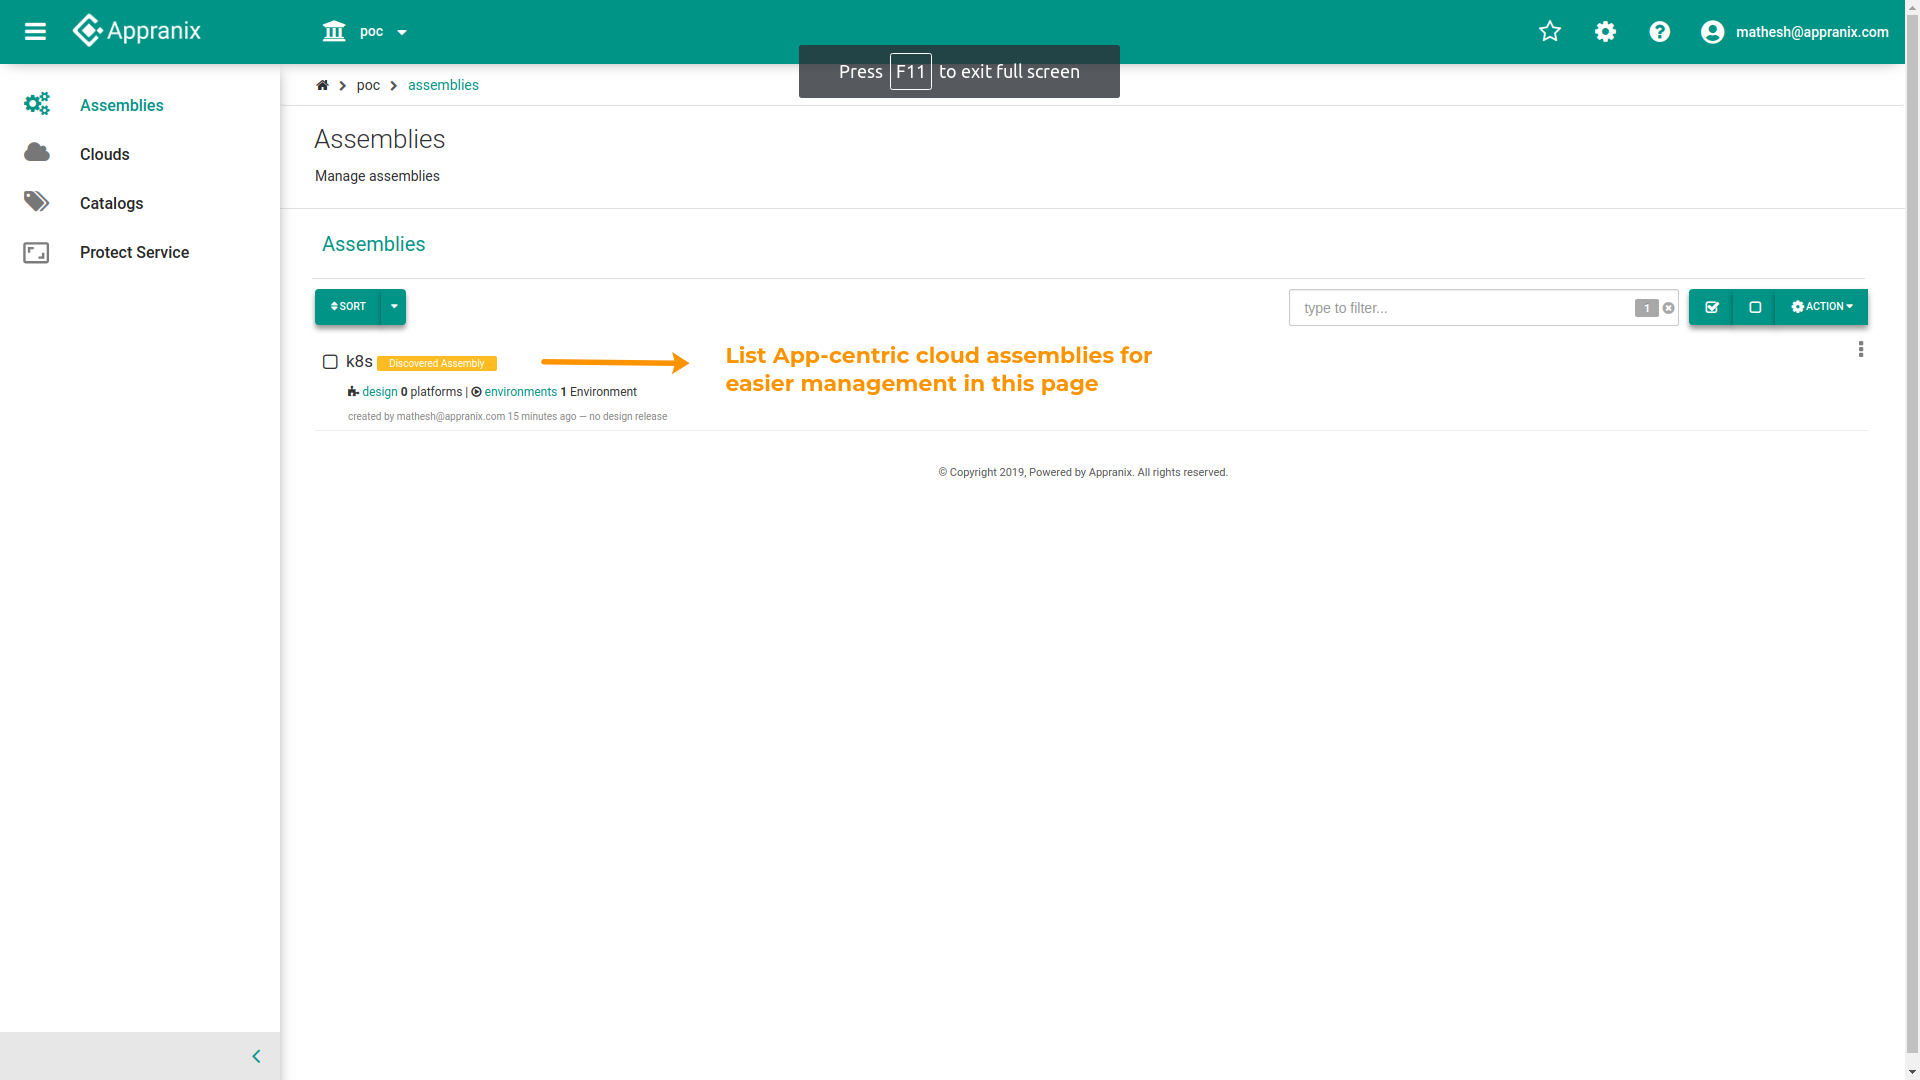 Appranix
poc
mathesh@appranix.com
Press F11 to exit full screen
poc
assemblies
Assemblies
Clouds
Catalogs
Protect Service
Assemblies
Manage assemblies
Assemblies
SORT
type to filter...
1
ACTION
k8s Discovered Assembly
List App-centric cloud assemblies for
easier management in this page
design 0 platforms | environments 1 Environment
created by mathesh@appranix.com 15 minutes ago — no design release
© Copyright 2019, Powered by Appranix. All rights reserved.